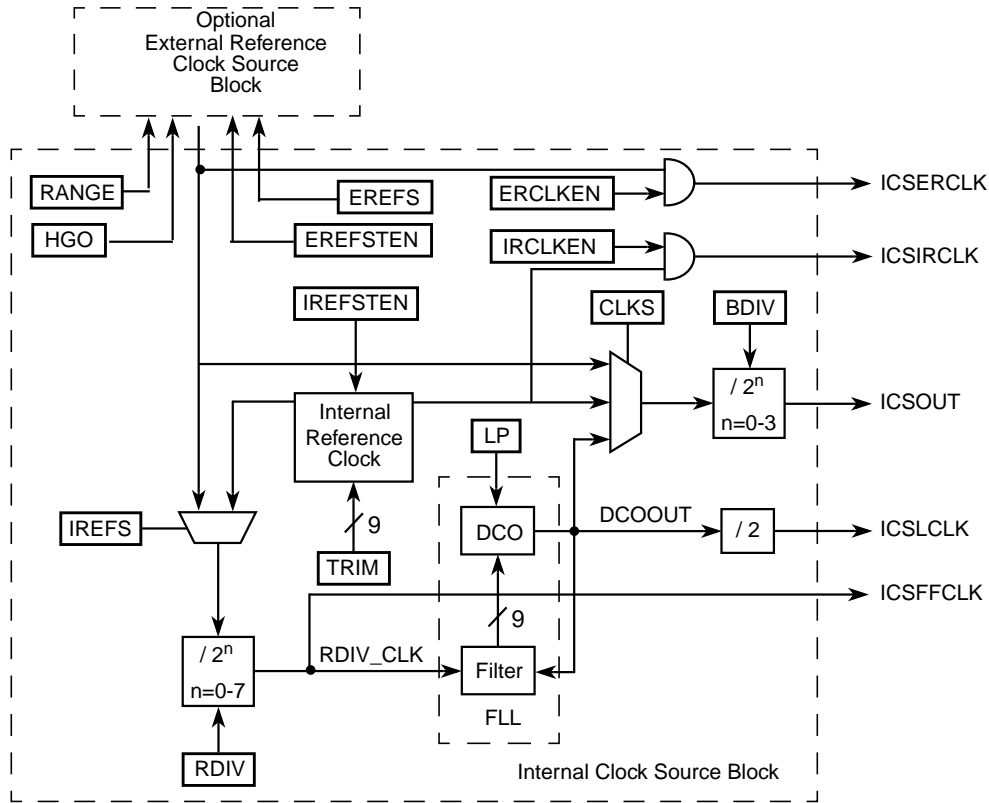 Optional
External Reference
Clock Source
Block
RANGE
EREFS
ERCLKEN
ICSERCLK
HGO
EREFSTEN
IRCLKEN
ICSIRCLK
IREFSTEN
CLKS
BDIV
Internal
Reference
Clock
/ 2n
n=0-3
ICSOUT
LP
IREFS
9
TRIM
DCO
DCOOUT
/ 2
ICSLCLK
ICSFFCLK
9
/ 2n
n=0-7
RDIV_CLK
Filter
FLL
RDIV
Internal Clock Source Block